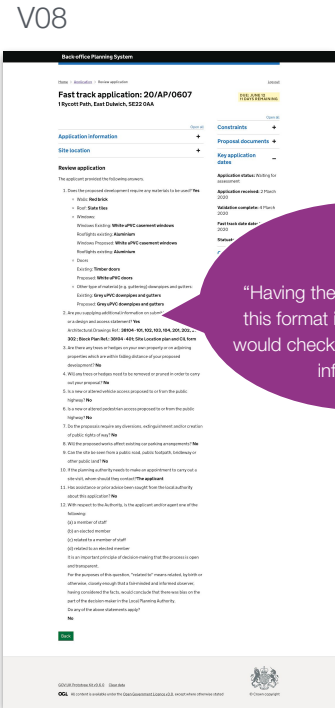 V08
Back-office Planning System
Home > Application > Review application
Logout
Fast track application: 20/AP/0607
1 Rycott Path, East Dulwich, SE22 0AA
DUE: JUNE 12
11 DAYS REMAINING.
Open all
Application information +
Site location +
Review application
The applicant provided the following answers.
1. Does the proposed development require any materials to be used? Yes
Walls: Red brick
Roof: Slate tiles
Windows:
Windows Existing: White uPVC casement windows
Rooflights existing: Aluminium
Windows Proposed: White uPVC casement windows
Rooflights existing: Aluminium
Doors
Existing: Timber doors
Proposed: White uPVC doors
Other-type of material (e.g. guttering) downpipes and gutters:
Existing: Grey uPVC downpipes and gutters
Proposed: Grey uPVC downpipes and gutters
2. Are you supplying additional information on
or a design and access statement? Yes
Architectural Drawings Ref.: 38104-101, 102, 103, 104, 201, 202,
302 ; Block Plan Ref.: 38104-401; Site Location plan and CIL form
3. Are there any trees or hedges on your own property or on adjoining
properties which are within falling distance of your proposed
development? No
4. Will any trees or hedges need to be removed or pruned in order to carry
out your proposal? No
5. Is a new or altered vehicle access proposed to or from the public
highway? No
6. Is a new or altered pedestrian access proposed to or from the public
highway? No
7. Do the proposals require any diversions, extinguishment and/or creation
of public rights of way? No
8. Will the proposed works affect existing car parking arrangements? No
9. Can the site be seen from a public road, public footpath, bridleway or
other public land? No
10. If the planning authority needs to make an appointment to carry out a
site visit, whom should they contact? The applicant
11. Has assistance or prior advice been sought from the local authority
about this application? No
12. With respect to the Authority, is the applicant and/or agent one of the
following:
(a) a member of staff
(b) an elected member
(c) related to a member of staff
(d) related to an elected member
It is an important principle of decision-making that the process is open
and transparent.
For the purposes of this question, "related to" means related, by birth or
otherwise, closely enough that a fair-minded and informed observer,
having considered the facts, would conclude that there was bias on the
part of the decision-maker in the Local Planning Authority.
Do any of the above statements apply?
No
Back
Open all
Constraints +
Proposal documents +
Key application
dates –
Application status: Waiting for
assessment
Application received: 2 March
2020
Validation complete: 4 March
2020
Fast track date
"Having the
this format i
would check
inf
GOV.UK Prototype Kit v9.6.0 Clear data
OGL All content is available under the Open Government Licence v3.0, except where otherwise stated
© Crown copyright